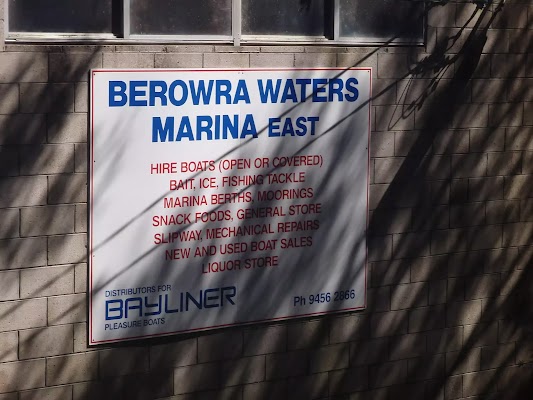 BEROWRA WATERS
MARINA EAST
HIRE BOATS (OPEN OR COVERED)
BAIT, ICE, FISHING TACKLE
MARINA BERTHS, MOORINGS
SNACK FOODS, GENERAL STORE
SLIPWAY, MECHANICAL REPAIRS
NEW AND USED BOAT SALES
LIQUOR STORE
DISTRIBUTORS FOR
BAYLINER
PLEASURE BOATS
Ph 9456 2866